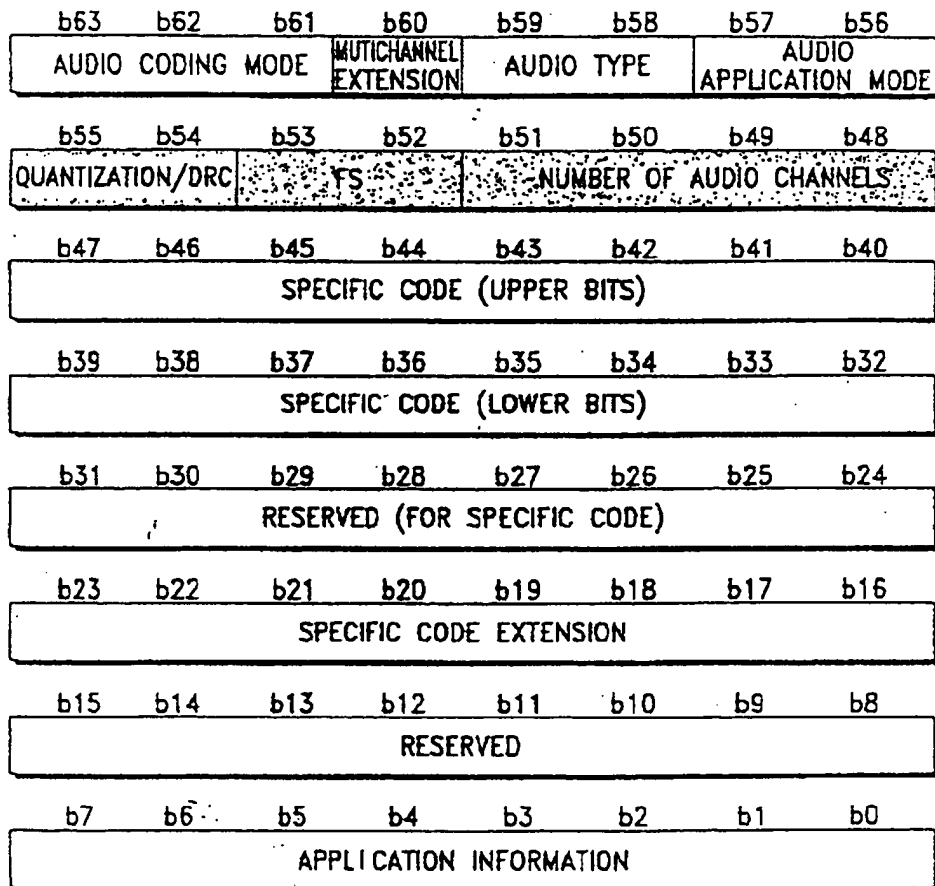 b63 b62 b61 b60 b59 b58 b57 b56
AUDIO CODING MODE
MUTICHANNEL
EXTENSION
AUDIO TYPE
AUDIO
APPLICATION MODE
b55 b54 b53 b52 b51 b50 b49 b48
QUANTIZATION/DRC FS NUMBER OF AUDIO CHANNELS
b47 b46 b45 b44 b43 b42 b41 b40
SPECIFIC CODE (UPPER BITS)
b39 b38 b37 b36 b35 b34 b33 b32
SPECIFIC CODE (LOWER BITS)
b31 b30 b29 b28 b27 b26 b25 b24
RESERVED (FOR SPECIFIC CODE)
b23 b22 b21 b20 b19 b18 b17 b16
SPECIFIC CODE EXTENSION
b15 b14 b13 b12 b11 b10 b9 b8
RESERVED
b7 b6 b5 b4 b3 b2 b1 b0
APPLICATION INFORMATION